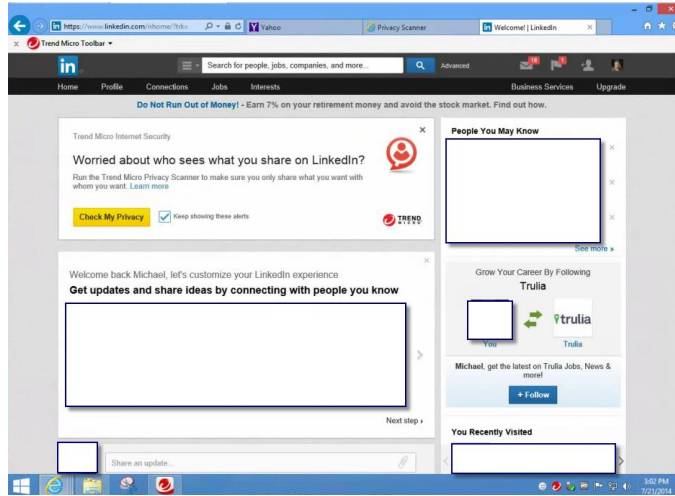 https://www.linkedin.com/nhome/?trk=
Yahoo
Privacy Scanner
Welcome! | LinkedIn
Trend Micro Toolbar
in
Search for people, jobs, companies, and more...
Advanced
Home Profile Connections Jobs Interests Business Services Upgrade
Do Not Run Out of Money! - Earn 7% on your retirement money and avoid the stock market. Find out how.
Trend Micro Internet Security
Worried about who sees what you share on LinkedIn?
Run the Trend Micro Privacy Scanner to make sure you only share what you want with
whom you want. Learn more
Check My Privacy
Keep showing these alerts
TREND
MICRO
People You May Know
See more »
Welcome back Michael, let's customize your LinkedIn experience
Get updates and share ideas by connecting with people you know
Next step
Grow Your Career By Following
Trulia
trulia
You Trulia
Michael, get the latest on Trulia Jobs, News &
more!
+ Follow
You Recently Visited
Share an update...
3:02 PM
7/21/2014